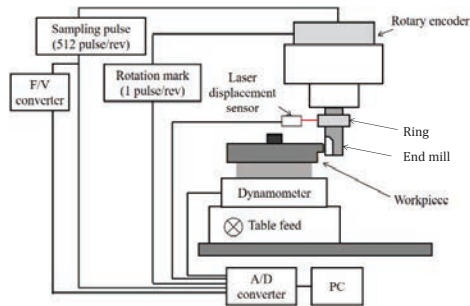 Sampling pulse
(512 pulse/rev)
Rotary encoder
F/V
converter
Rotation mark
(1 pulse/rev)
Laser
displacement
sensor
Ring
End mill
Workpiece
Dynamometer
Table feed
A/D
converter
PC